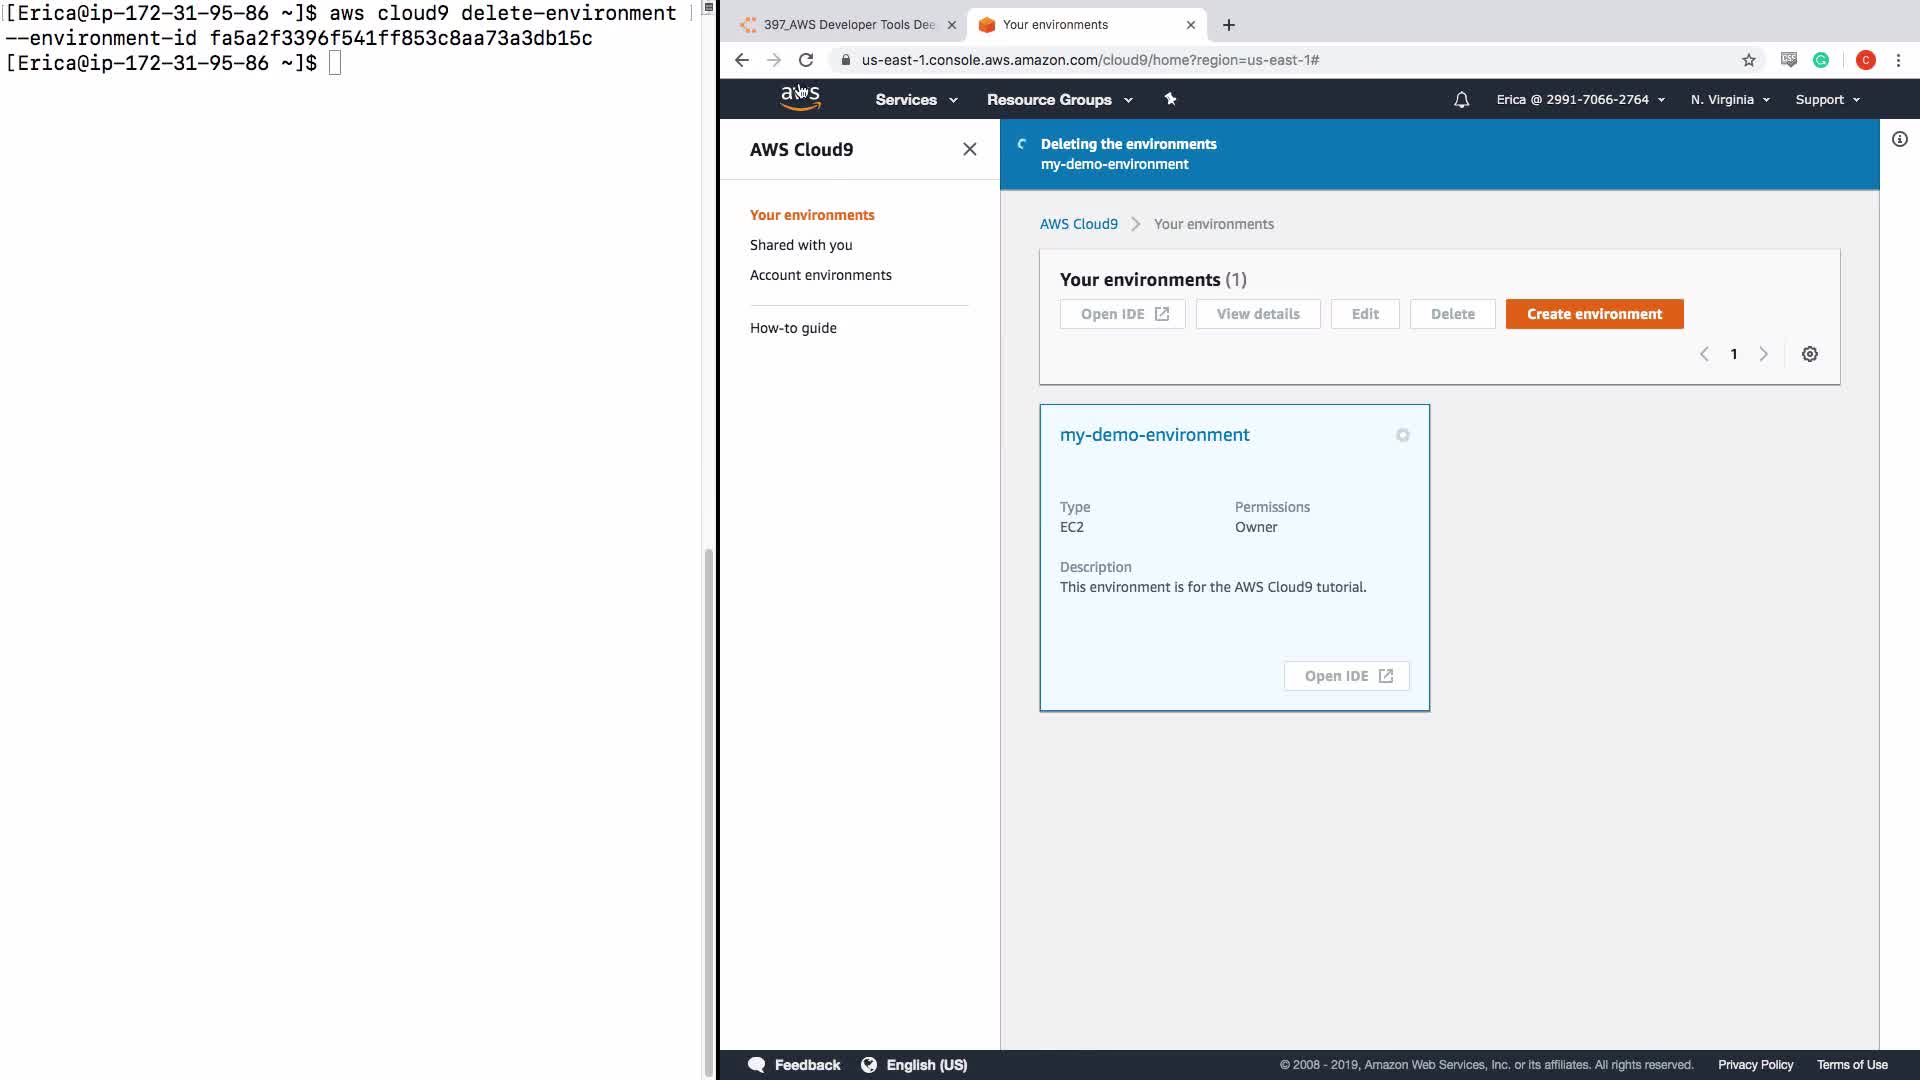 [Erica@ip-172-31-95-86 ~]$ aws cloud9 delete-environment
--environment-id fa5a2f3396f541ff853c8aa73a3db15c
[Erica@ip-172-31-95-86 ~]$
397_AWS Developer Tools Dee
Your environments
us-east-1.console.aws.amazon.com/cloud9/home?region=us-east-1#
C
aws
Services
Resource Groups
Erica @ 2991-7066-2764
N. Virginia
Support
AWS Cloud9
Your environments
Shared with you
Account environments
How-to guide
Deleting the environments
my-demo-environment
AWS Cloud9 > Your environments
Your environments (1)
Open IDE
View details
Edit
Delete
Create environment
1
my-demo-environment
Type
EC2
Permissions
Owner
Description
This environment is for the AWS Cloud9 tutorial.
Open IDE
Feedback
English (US)
© 2008 - 2019, Amazon Web Services, Inc. or its affiliates. All rights reserved.
Privacy Policy
Terms of Use